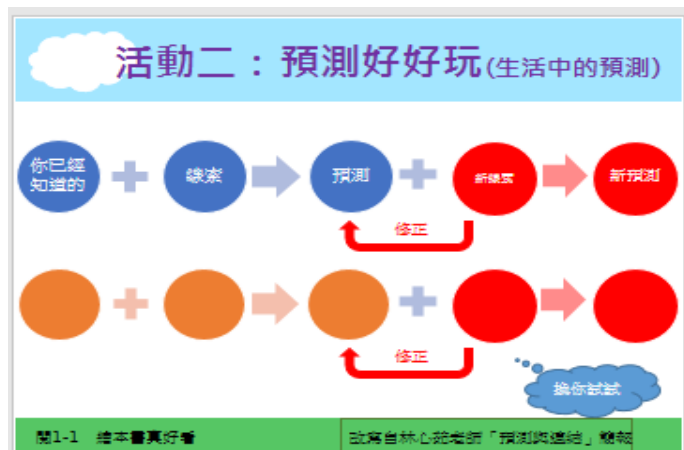 活動二：預測好好玩(生活中的預測)
你已經
知道的
線索
預測
新線索
新預測
修正
修正
換你試試
閱1-1 繪本書真好看
改寫自林心茹老師「預測與連結」簡報